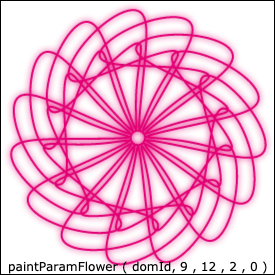 paintParamFlower ( domId, 9 , 12 , 2 , 0 )